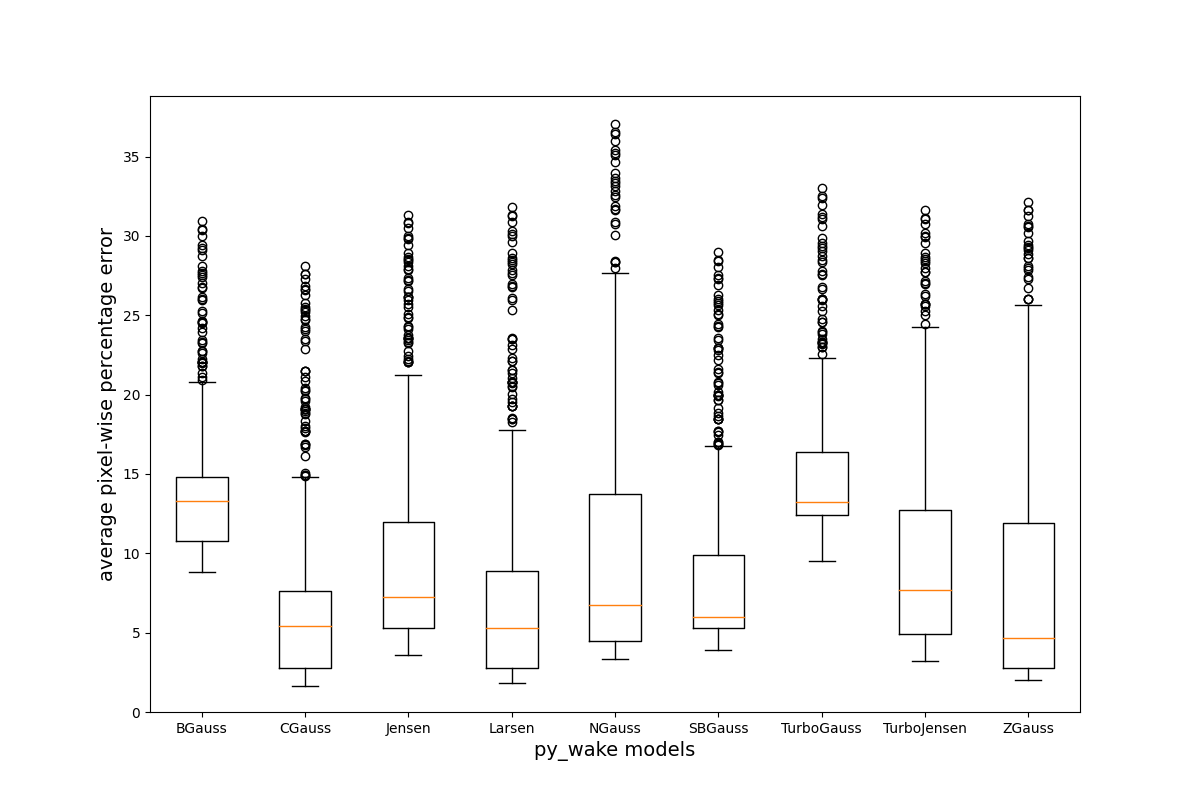 average pixel-wise percentage error
35
30
25
20
15
10
5
0
BGauss CGauss Jensen Larsen NGauss SBGauss TurboGauss TurboJensen ZGauss
py_wake models